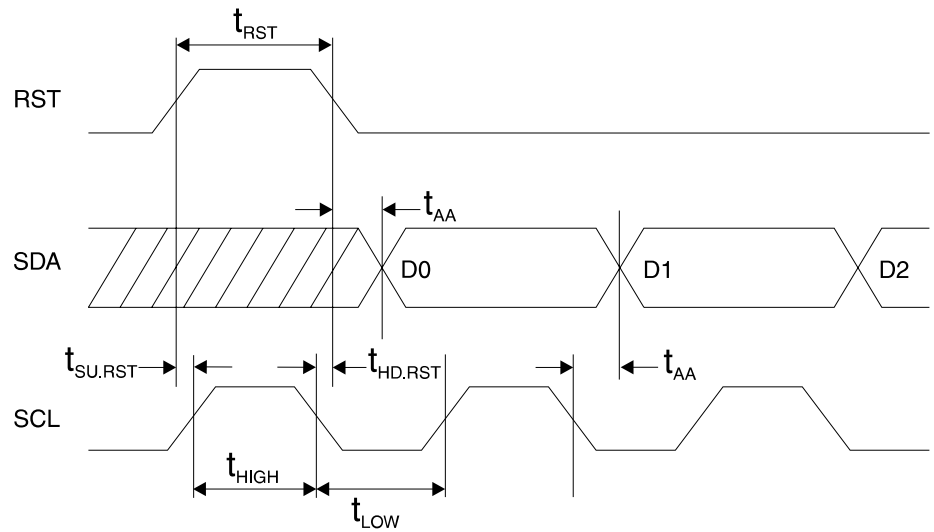 tRST
RST
tAA
SDA
D0
D1
D2
tSU.RST
tHD.RST
tAA
SCL
tHIGH
tLOW